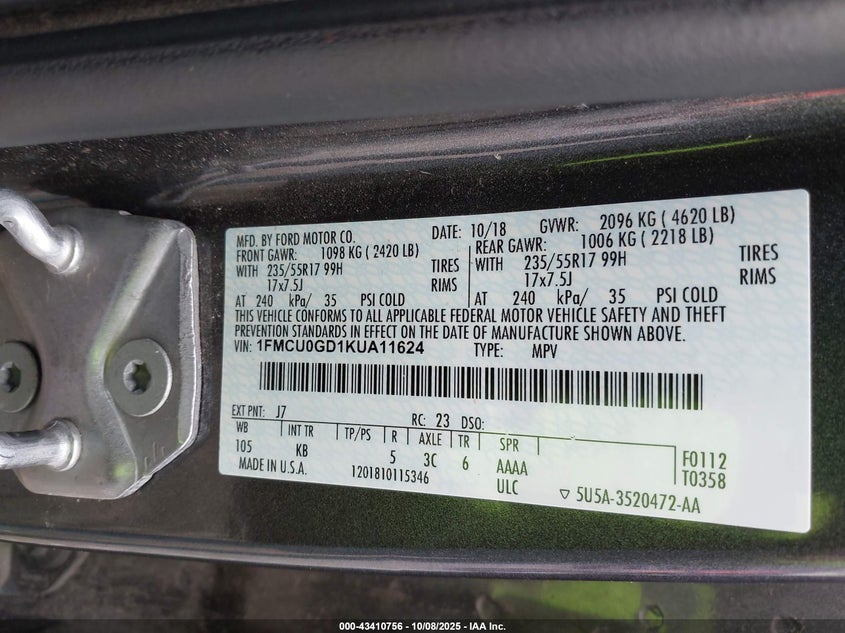 MFD. BY FORD MOTOR CO. DATE: 10/18 GVWR: 2096 KG ( 4620 LB)
FRONT GAWR: 1098 KG ( 2420 LB) REAR GAWR: 1006 KG ( 2218 LB)
WITH 235/55R17 99H TIRES WITH 235/55R17 99H TIRES
17x7.5J RIMS 17x7.5J RIMS
AT 240 kPa/ 35 PSI COLD AT 240 kPa/ 35 PSI COLD
THIS VEHICLE CONFORMS TO ALL APPLICABLE FEDERAL MOTOR VEHICLE SAFETY AND THEFT
PREVENTION STANDARDS IN EFFECT ON THE DATE OF MANUFACTURE SHOWN ABOVE.
VIN: 1FMCU0GD1KUA11624 TYPE: MPV
EXT PNT: J7 RC: 23 DSO:
WB INT TR TP/PS R AXLE TR SPR
105 KB 5 3C 6 AAAA F0112
MADE IN U.S.A. 1201810115346 ULC T0358
▽ 5U5A-3520472-AA
000-43410756 - 10/08/2025 - IAA Inc.